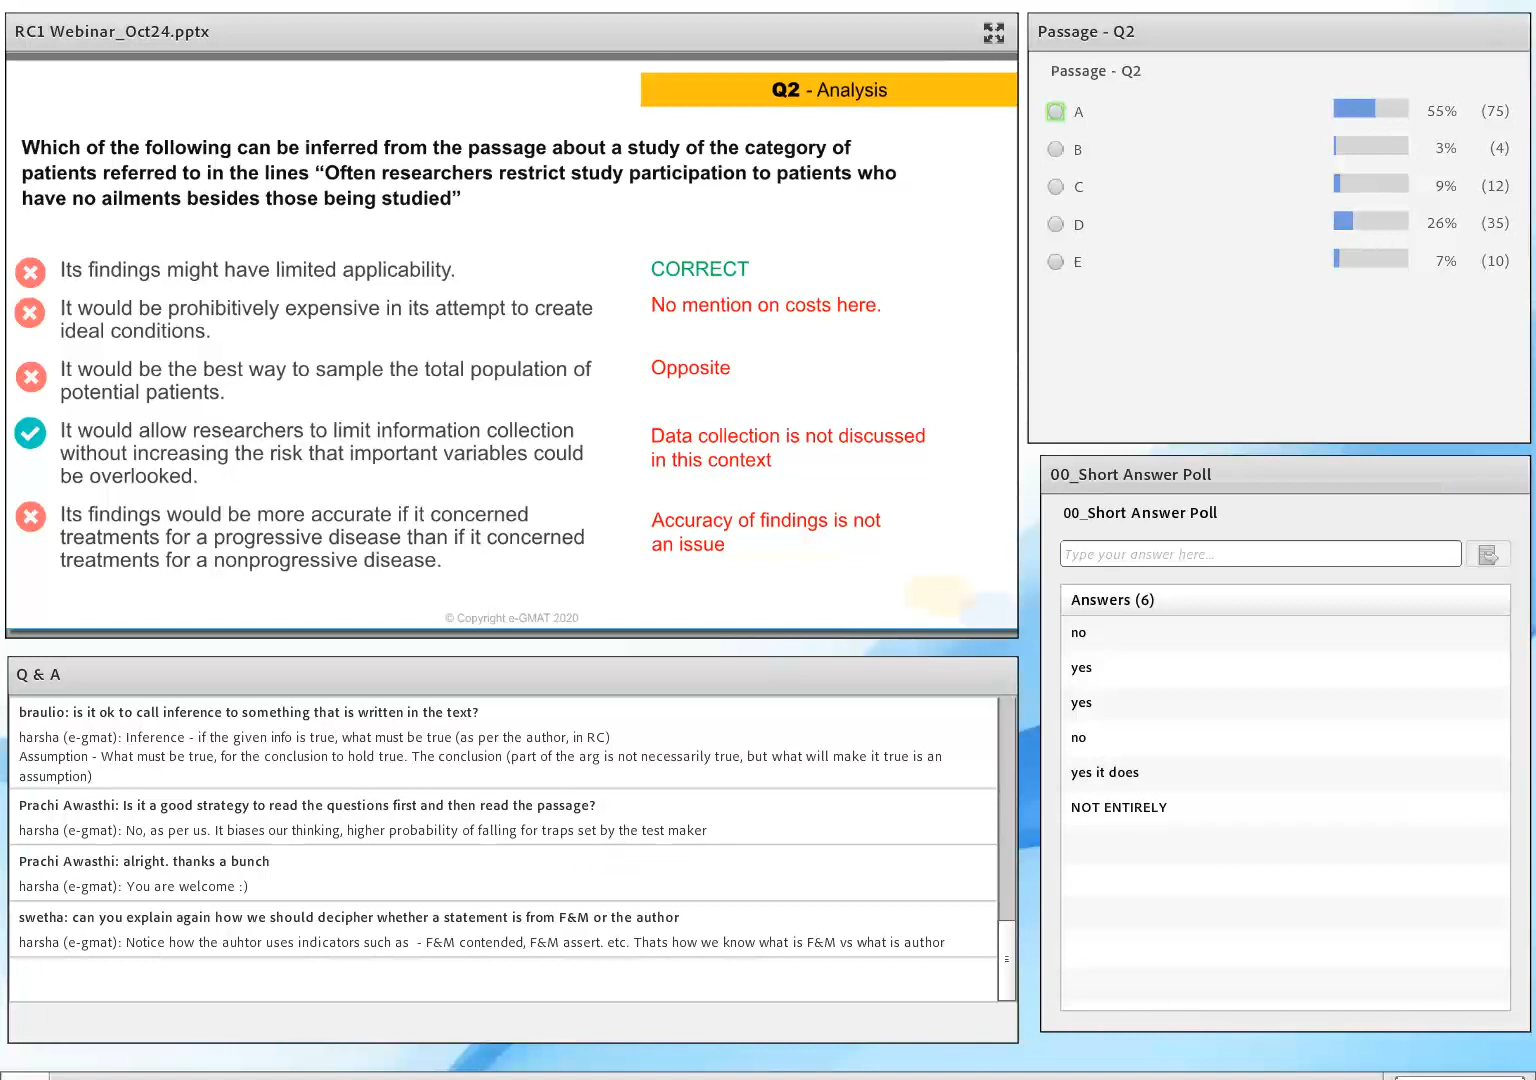 RC1 Webinar_Oct24.pptx
Q2 - Analysis
Which of the following can be inferred from the passage about a study of the category of
patients referred to in the lines “Often researchers restrict study participation to patients who
have no ailments besides those being studied”
Its findings might have limited applicability.
CORRECT
It would be prohibitively expensive in its attempt to create
ideal conditions.
No mention on costs here.
It would be the best way to sample the total population of
potential patients.
Opposite
It would allow researchers to limit information collection
without increasing the risk that important variables could
be overlooked.
Data collection is not discussed
in this context
Its findings would be more accurate if it concerned
treatments for a progressive disease than if it concerned
treatments for a nonprogressive disease.
Accuracy of findings is not
an issue
© Copyright e-GMAT 2020
Passage - Q2
Passage - Q2
A 55% (75)
B 3% (4)
C 9% (12)
D 26% (35)
E 7% (10)
Q & A
braulio: is it ok to call inference to something that is written in the text?
harsha (e-gmat): Inference - if the given info is true, what must be true (as per the author, in RC)
Assumption - What must be true, for the conclusion to hold true. The conclusion (part of the arg is not necessarily true, but what will make it true is an
assumption)
Prachi Awasthi: Is it a good strategy to read the questions first and then read the passage?
harsha (e-gmat): No, as per us. It biases our thinking, higher probability of falling for traps set by the test maker
Prachi Awasthi: alright. thanks a bunch
harsha (e-gmat): You are welcome :)
swetha: can you explain again how we should decipher whether a statement is from F&M or the author
harsha (e-gmat): Notice how the auhtor uses indicators such as - F&M contended, F&M assert. etc. Thats how we know what is F&M vs what is author
00_Short Answer Poll
00_Short Answer Poll
Type your answer here...
Answers (6)
no
yes
yes
no
yes it does
NOT ENTIRELY